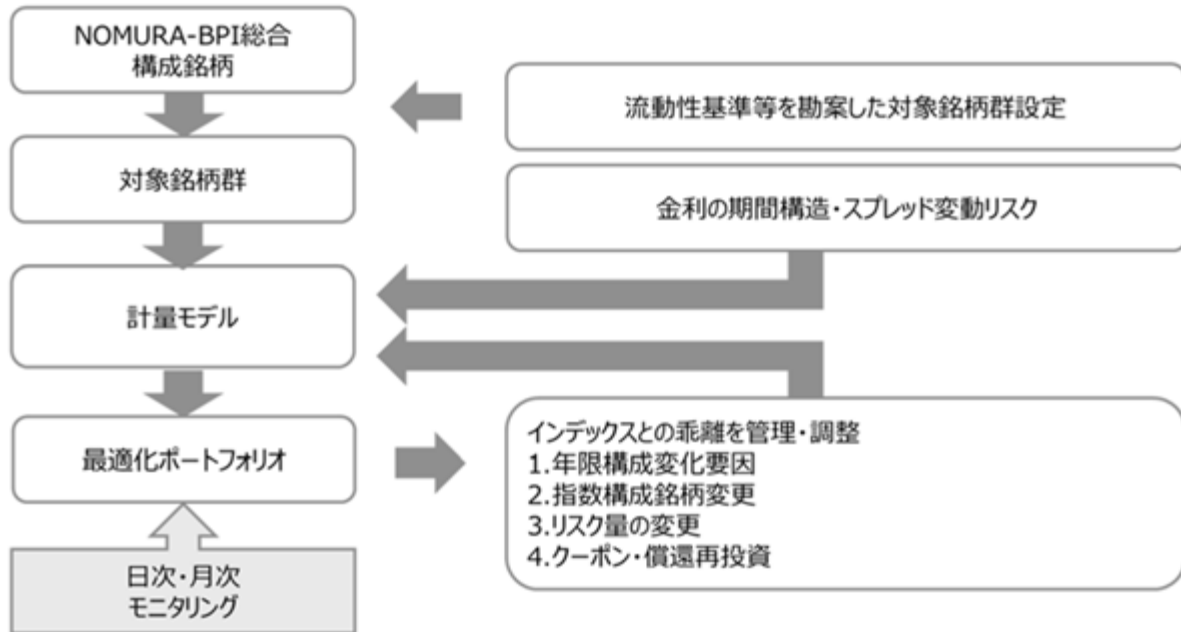 NOMURA-BPI総合
構成銘柄
流動性基準等を勘案した対象銘柄群設定
対象銘柄群
金利の期間構造・スプレッド変動リスク
計量モデル
最適化ポートフォリオ
インデックスとの乖離を管理・調整
1.年限構成変化要因
2.指数構成銘柄変更
3.リスク量の変更
4.クーポン・償還再投資
日次・月次
モニタリング